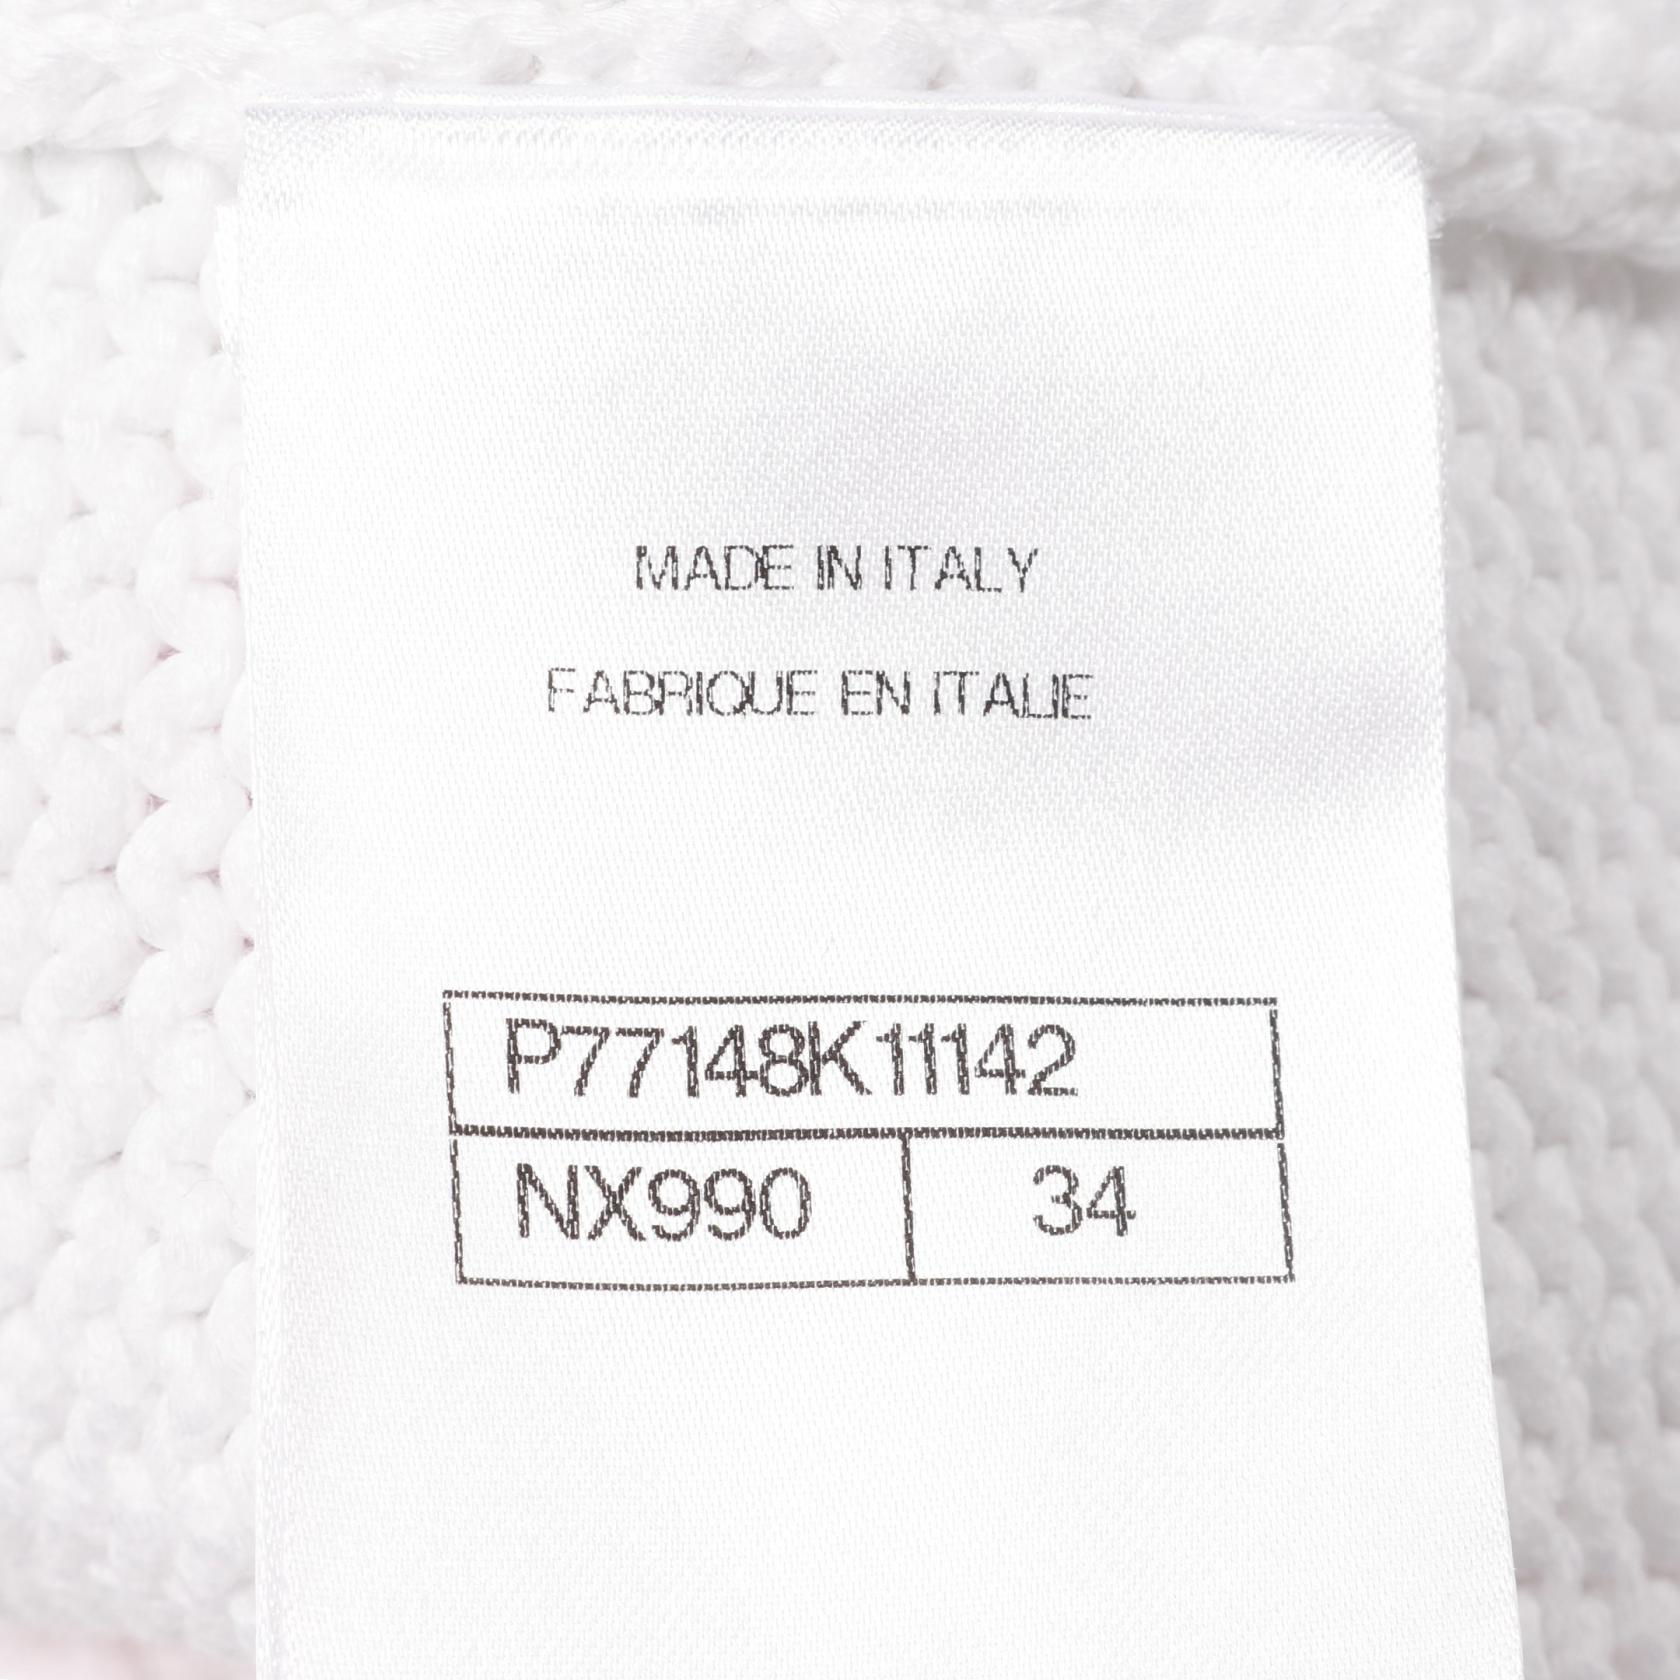 MADE IN ITALY
FABRIQUE EN ITALIE
P77148K11142
NX990 34